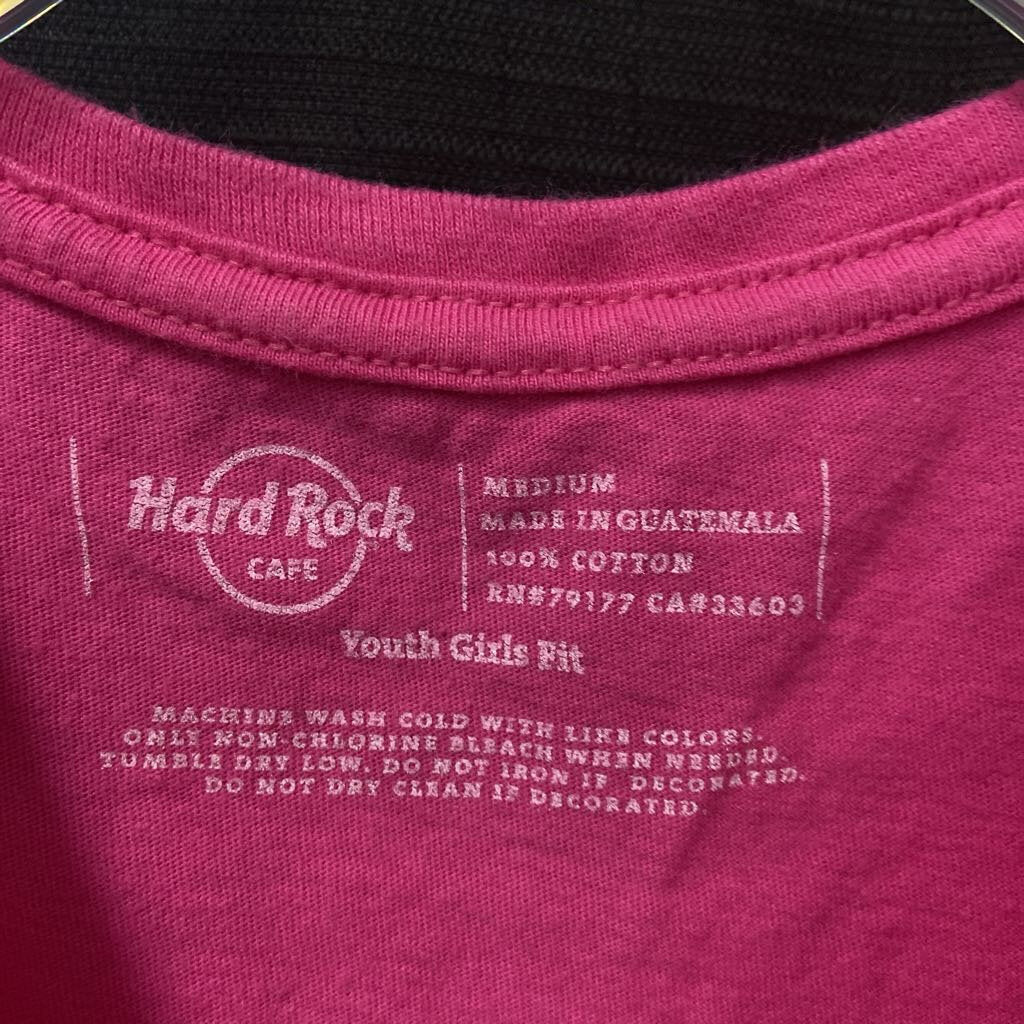 Hard Rock
CAFE
MEDIUM
MADE IN GUATEMALA
100% COTTON
RN#79177 CA#33603
Youth Girls Fit
MACHINE WASH COLD WITH LIKE COLORS.
ONLY NON-CHLORINE BLEACH WHEN NEEDED.
TUMBLE DRY LOW. DO NOT IRON IF DECORATED.
DO NOT DRY CLEAN IF DECORATED.